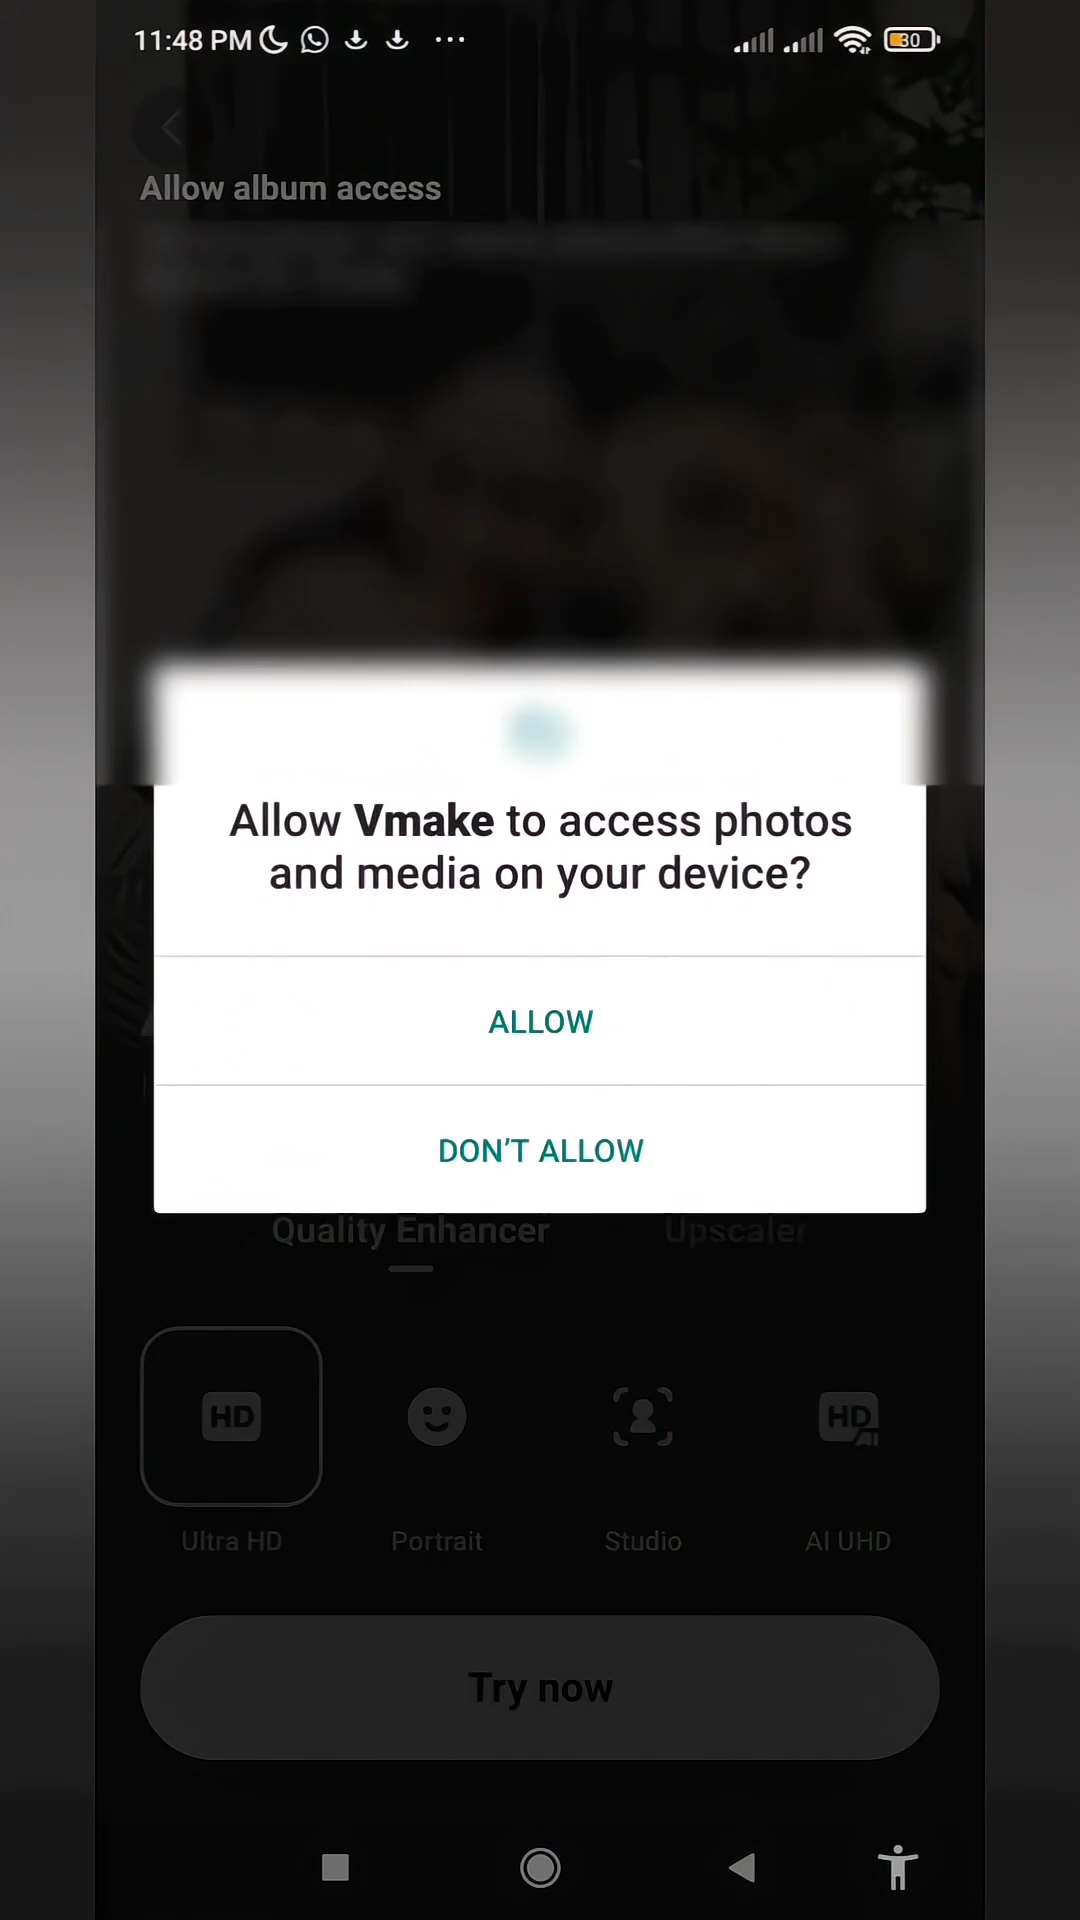 11:48 PM
30
Allow album access
Allow Vmake to access photos
and media on your device?
ALLOW
DON'T ALLOW
Quality Enhancer Upscaler
HD HD AI
Ultra HD Portrait Studio AI UHD
Try now